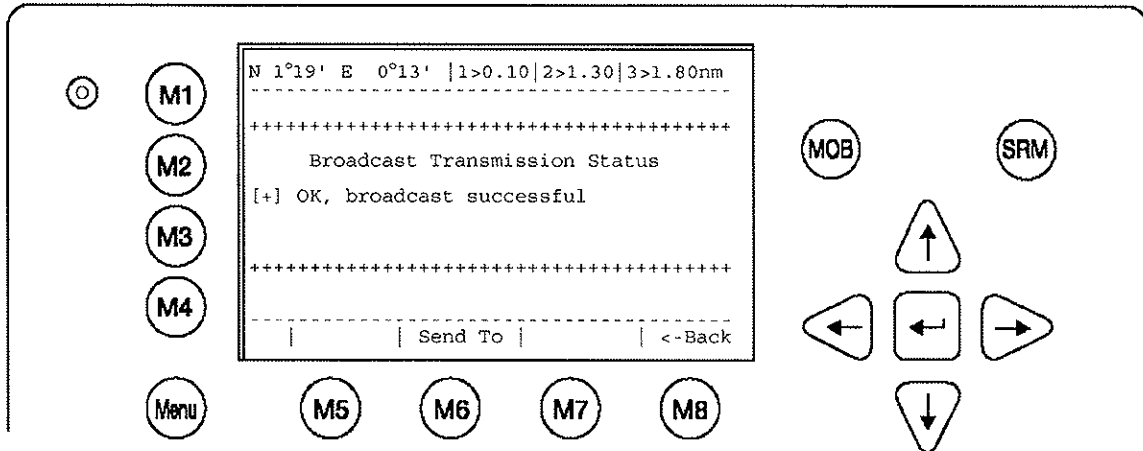 N 1°19' E 0°13' |1>0.10|2>1.30|3>1.80nm
----------------------------------------
++++++++++++++++++++++++++++++++++++++++
Broadcast Transmission Status
[+] OK, broadcast successful
++++++++++++++++++++++++++++++++++++++++
----------------------------------------
| | Send To | | <-Back
M1
M2
M3
M4
Menu
M5
M6
M7
M8
MOB
SRM